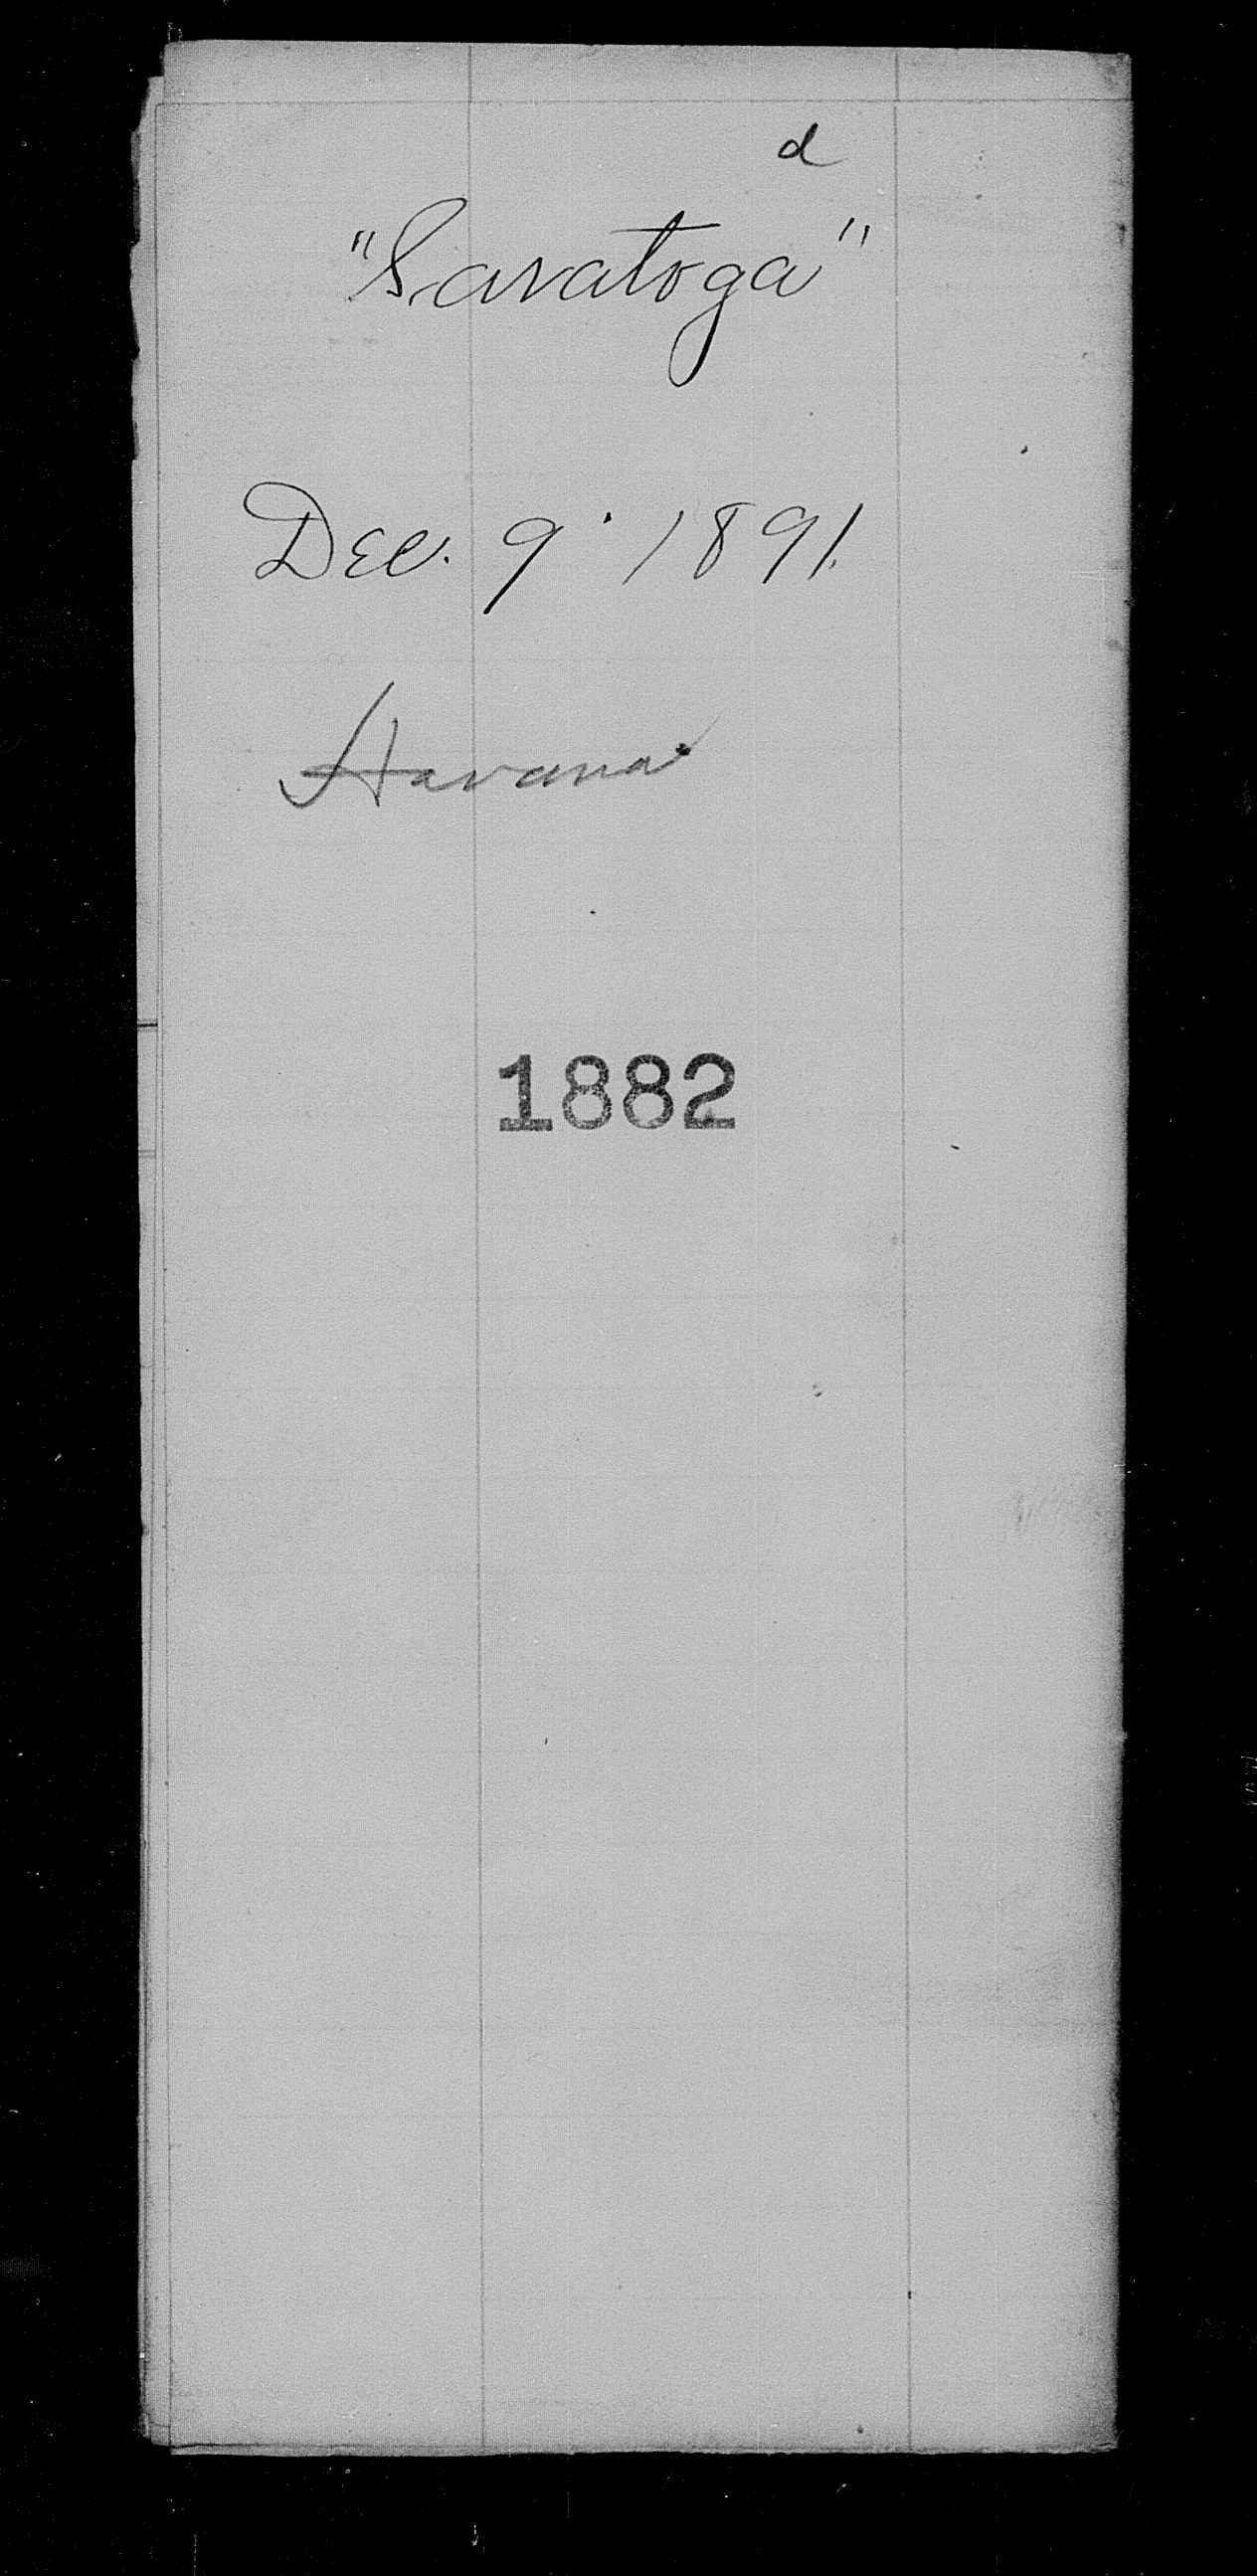 d
"Saratoga"
Dec. 9. 1891.
Havana
1882